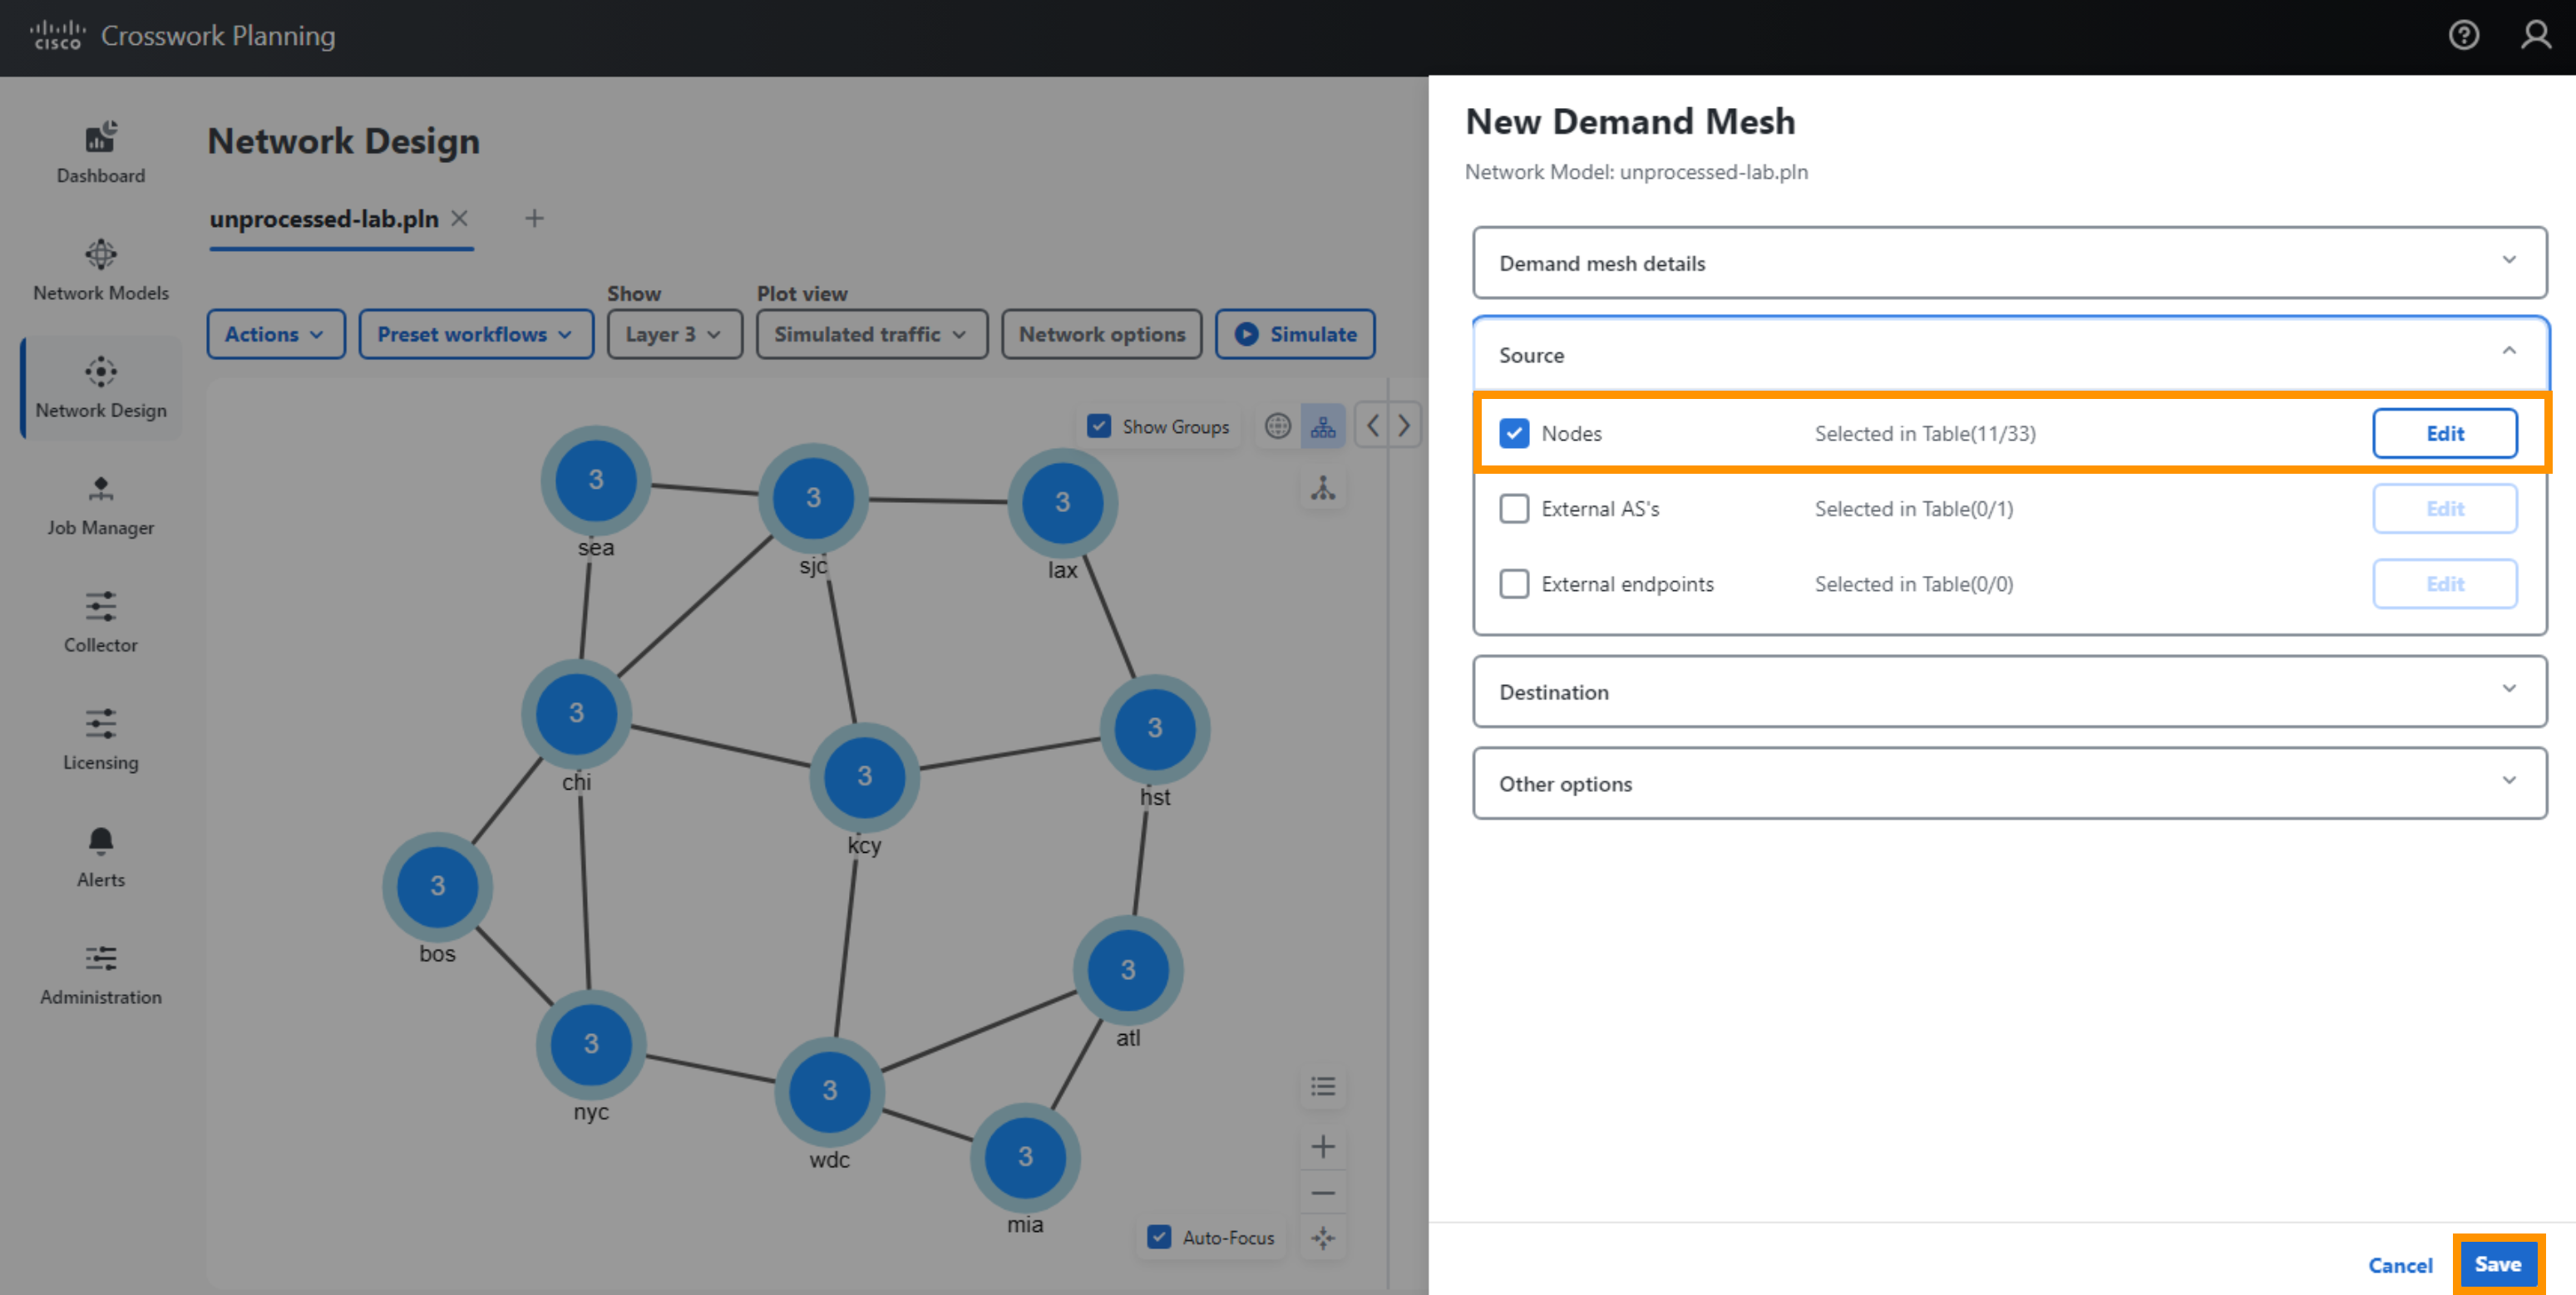 cisco Crosswork Planning
Dashboard
Network Models
Network Design
Job Manager
Collector
Licensing
Alerts
Administration
Network Design
unprocessed-lab.pln
Show
Plot view
Actions
Preset workflows
Layer 3
Simulated traffic
Network options
Simulate
Show Groups
3
sea
3
sjc
3
lax
3
chi
3
kcy
3
hst
3
bos
3
nyc
3
wdc
3
atl
3
mia
Auto-Focus
New Demand Mesh
Network Model: unprocessed-lab.pln
Demand mesh details
Source
Nodes Selected in Table(11/33) Edit
External AS's Selected in Table(0/1) Edit
External endpoints Selected in Table(0/0) Edit
Destination
Other options
Cancel Save